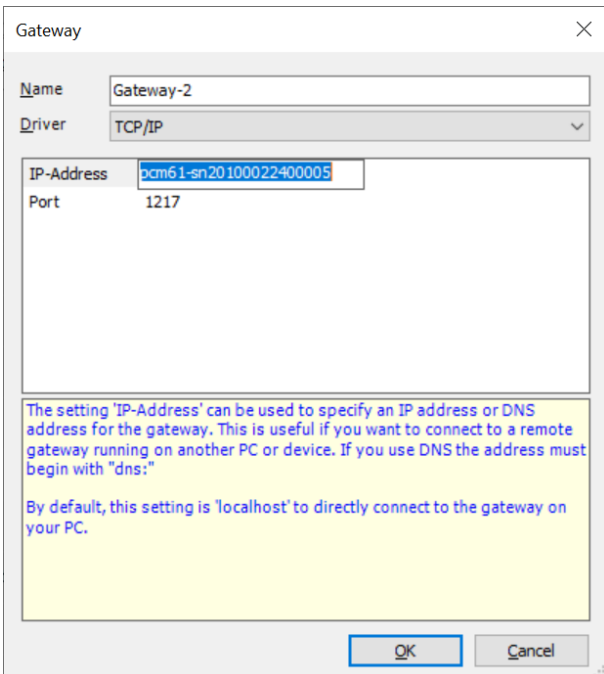 Gateway
Name Gateway-2
Driver TCP/IP
IP-Address pcm61-sn20100022400005
Port 1217
The setting 'IP-Address' can be used to specify an IP address or DNS
address for the gateway. This is useful if you want to connect to a remote
gateway running on another PC or device. If you use DNS the address must
begin with "dns:"
By default, this setting is 'localhost' to directly connect to the gateway on
your PC.
OK Cancel